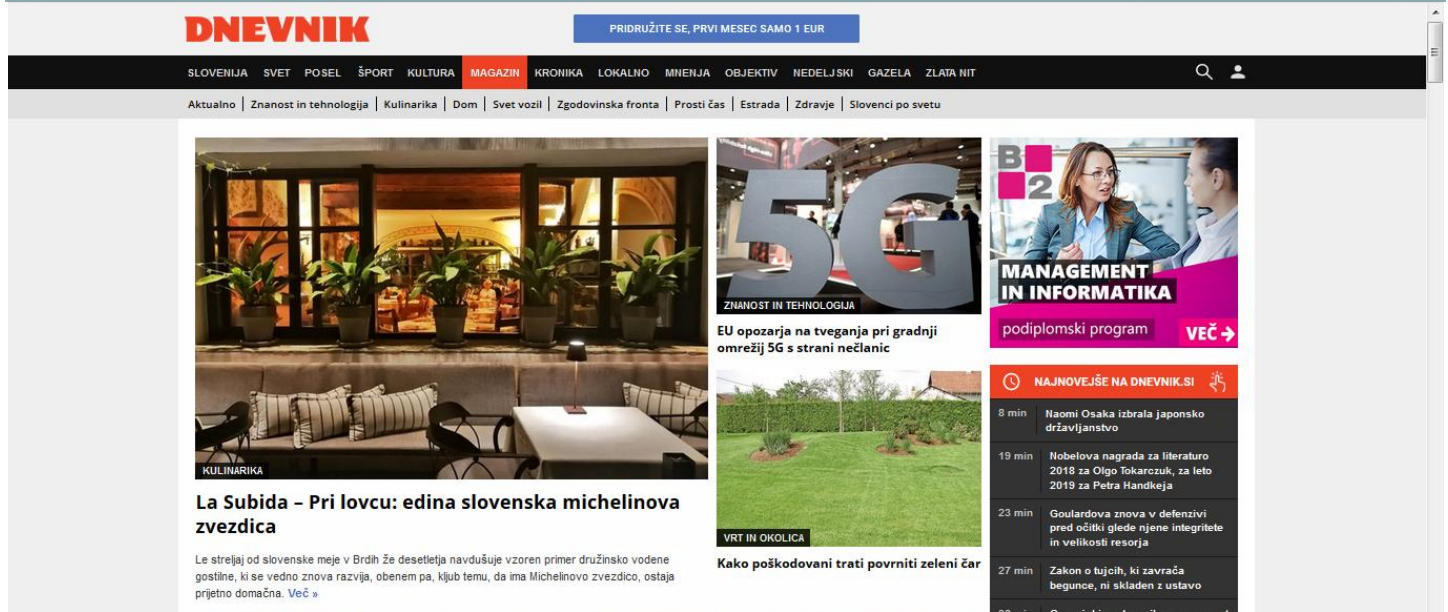 DNEVNIK
PRIDRUŽITE SE, PRVI MESEC SAMO 1 EUR
SLOVENIJA SVET POSEL ŠPORT KULTURA MAGAZIN KRONIKA LOKALNO MNENJA OBJEKTIV NEDELJSKI GAZELA ZLATA NIT
Aktualno | Znanost in tehnologija | Kulinarika | Dom | Svet vozil | Zgodovinska fronta | Prosti čas | Estrada | Zdravje | Slovenci po svetu
KULINARIKA
La Subida – Pri lovcu: edina slovenska michelinova
zvezdica
Le streljaj od slovenske meje v Brdih že desetletja navdušuje vzoren primer družinsko vodene
gostilne, ki se vedno znova razvija, obenem pa, kljub temu, da ima Michelinovo zvezdico, ostaja
prijetno domačna. Več »
5G
ZNANOST IN TEHNOLOGIJA
EU opozarja na tveganja pri gradnji
omrežij 5G s strani nečlanic
VRT IN OKOLICA
Kako poškodovani trati povrniti zeleni čar
B
2
MANAGEMENT
IN INFORMATIKA
podiplomski program
VEČ →
NAJNOVEJŠE NA DNEVNIK.SI
8 min Naomi Osaka izbrala japonsko
državljanstvo
19 min Nobelova nagrada za literaturo
2018 za Olgo Tokarczuk, za leto
2019 za Petra Handkeja
23 min Goulardova znova v defenzivi
pred očitki glede njene integritete
in velikosti resorja
27 min Zakon o tujcih, ki zavrača
begunce, ni skladen z ustavo